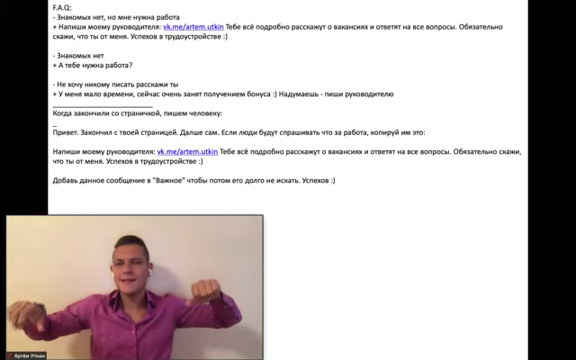 F.A.Q:
- Знакомых нет, но мне нужна работа
+ Напиши моему руководителя: vk.me/artem.utkin Тебе всё подробно расскажут о вакансиях и ответят на все вопросы. Обязательно
скажи, что ты от меня. Успехов в трудоустройстве :)
- Знакомых нет
+ А тебе нужна работа?
- Не хочу никому писать расскажи ты
+ У меня мало времени, сейчас очень занят получением бонуса :) Надумаешь - пиши руководителю
Когда закончили со страничкой, пишем человеку:
Привет. Закончил с твоей страницей. Дальше сам. Если люди будут спрашивать что за работа, копируй им это:
Напиши моему руководителя: vk.me/artem.utkin Тебе всё подробно расскажут о вакансиях и ответят на все вопросы. Обязательно скажи,
что ты от меня. Успехов в трудоустройстве :)
Добавь данное сообщение в "Важное" чтобы потом его долго не искать. Успехов :)
Артём Уткин